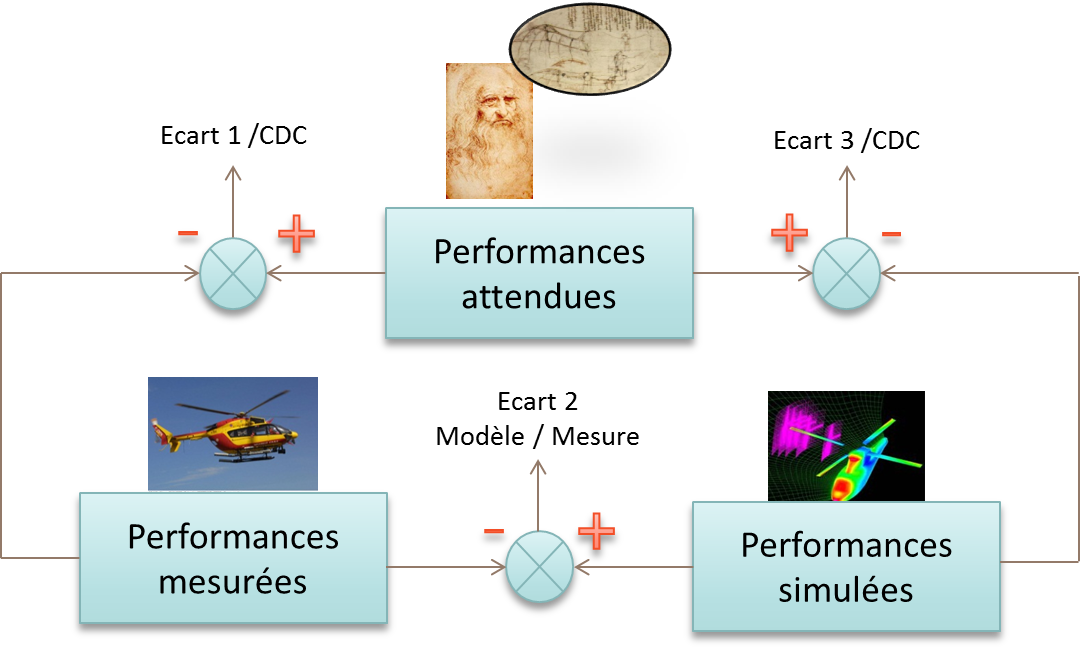 Ecart 1 /CDC
Ecart 3 /CDC
− +
+ −
Performances
attendues
Ecart 2
Modèle / Mesure
− +
Performances
mesurées
Performances
simulées